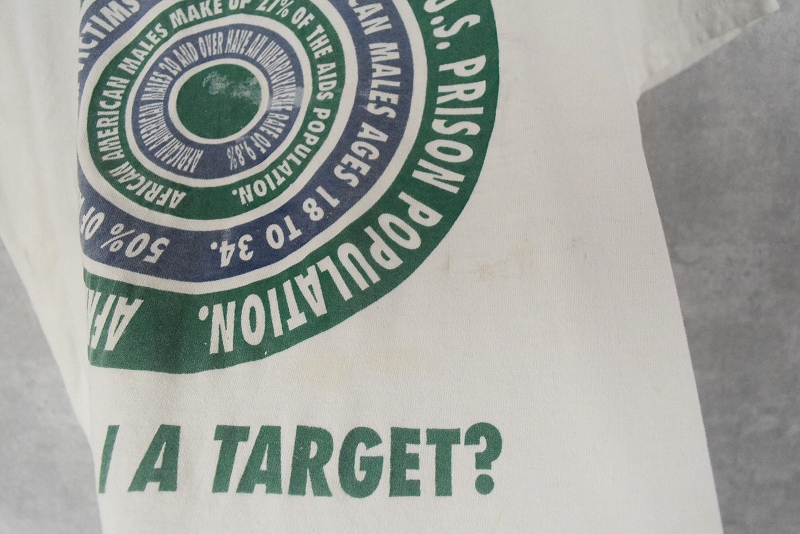 U.S. PRISON POPULATION.
VICTIMS
MALES AGES 18 TO 34.
50% OF
AFRICAN AMERICAN MALES MAKE UP 27% OF THE AIDS POPULATION.
AFRICAN AMERICAN MALES 20 AND OVER HAVE AN UNEMPLOYMENT RATE OF 9.8%
A TARGET?